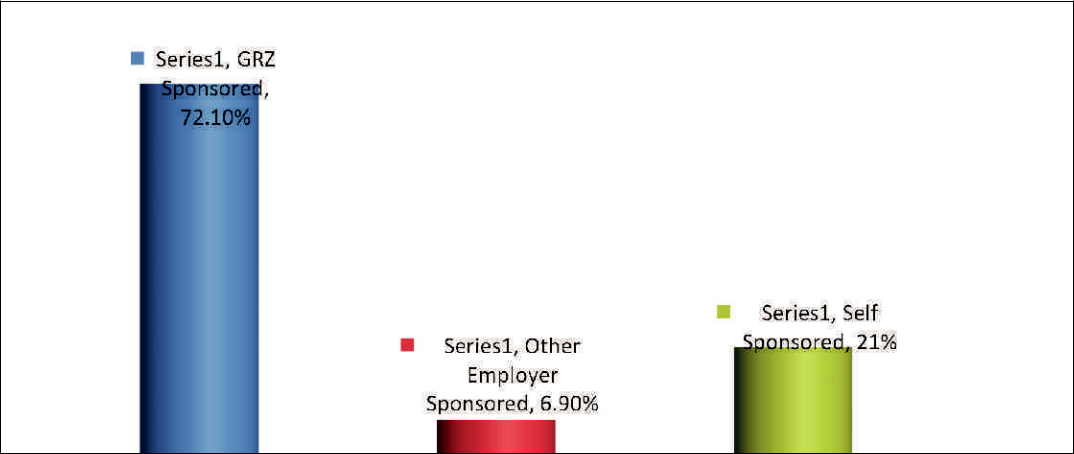 Series1, GRZ
Sponsored,
72.10%
Series1, Other
Employer
Sponsored, 6.90%
Series1, Self
Sponsored, 21%